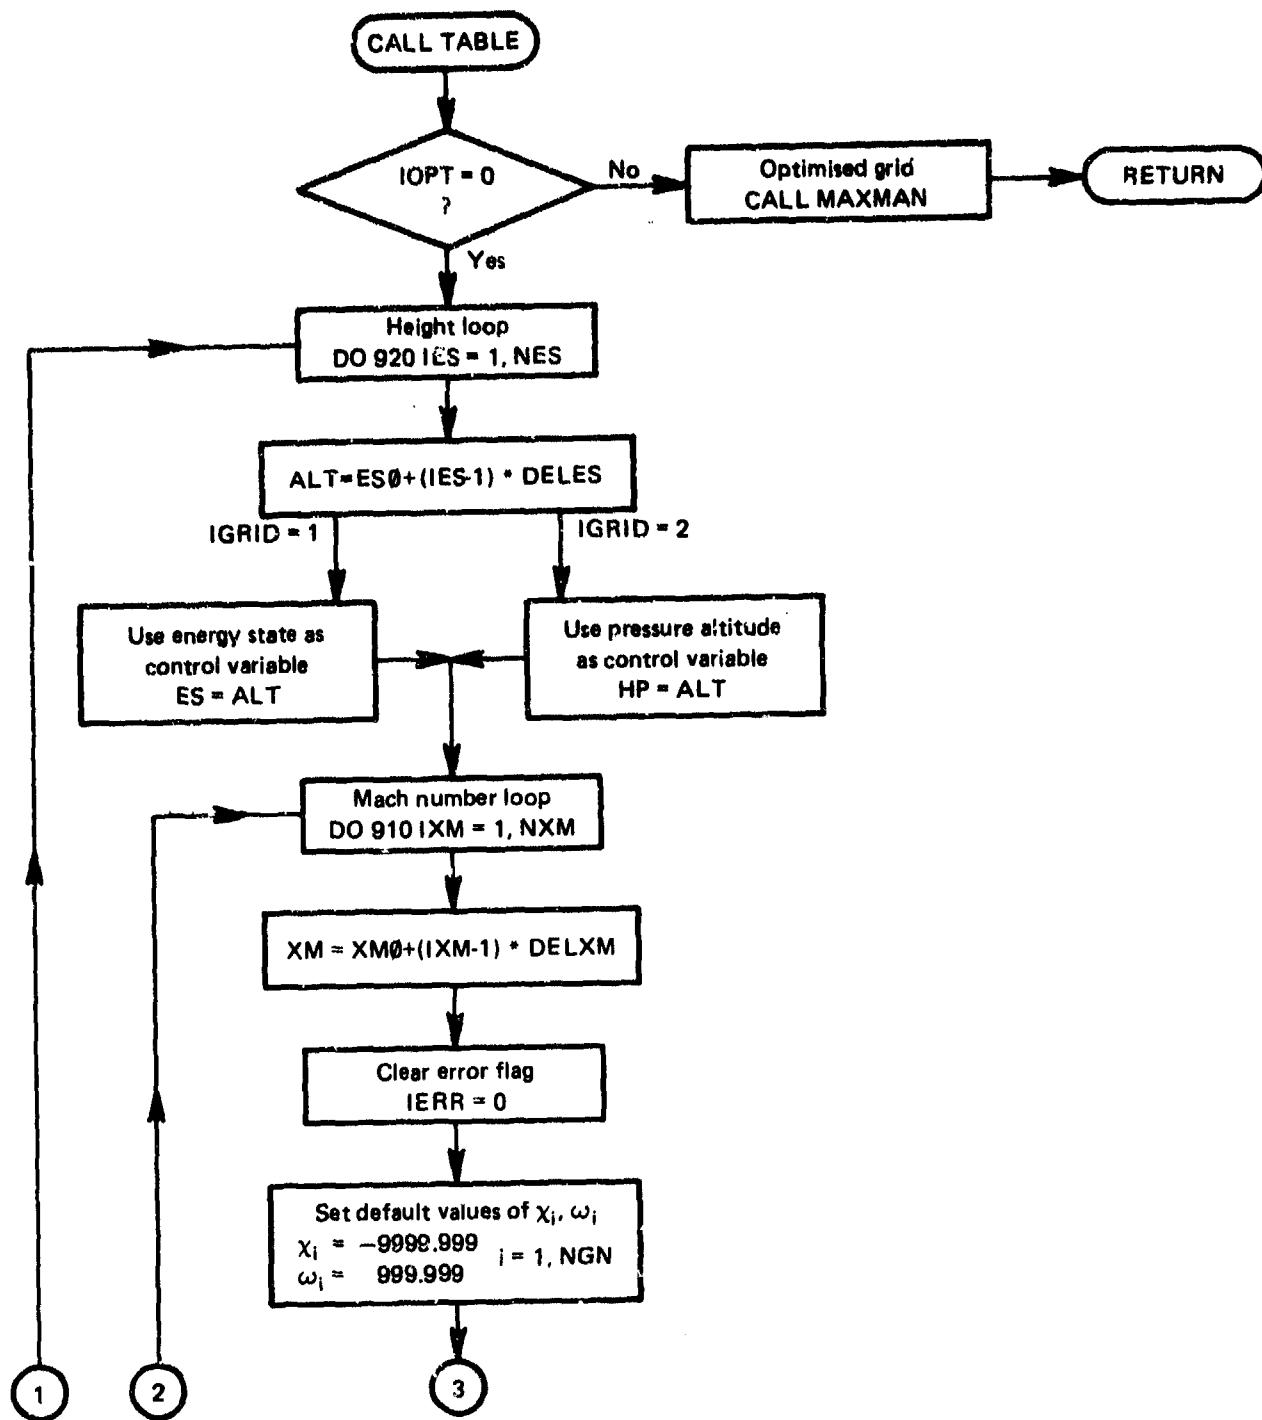 CALL TABLE
IOPT = 0
?
No
Optimised grid
CALL MAXMAN
RETURN
Yes
Height loop
DO 920 IES = 1, NES
ALT=ESØ+(IES-1) * DELES
IGRID = 1
IGRID = 2
Use energy state as
control variable
ES = ALT
Use pressure altitude
as control variable
HP = ALT
Mach number loop
DO 910 IXM = 1, NXM
XM = XMØ+(IXM-1) * DELXM
Clear error flag
IERR = 0
Set default values of χi, ωi
χi = -9999.999
i = 1, NGN
ωi = 999.999
1
2
3